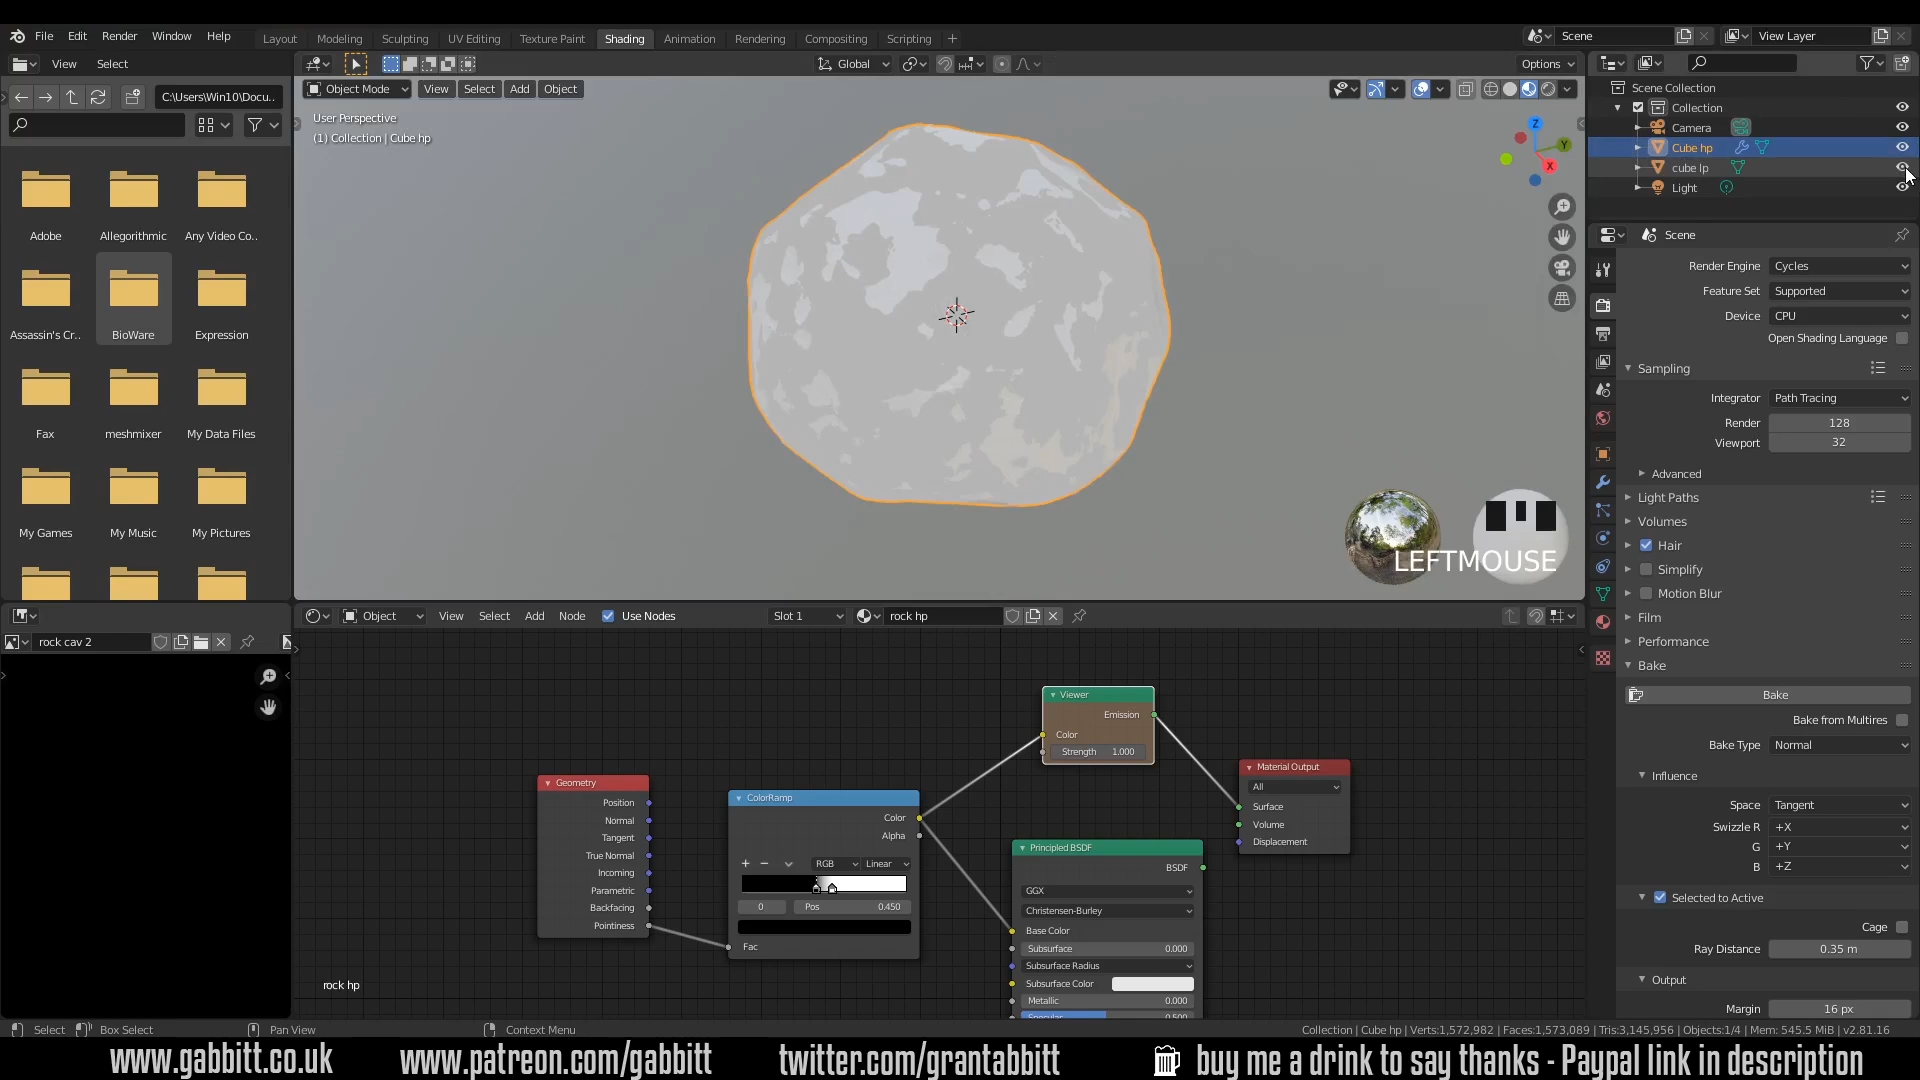 File Edit Render Window Help
Layout Modeling Sculpting UV Editing Texture Paint Shading Animation Rendering Compositing Scripting +
Scene
View Layer
View Select
Global
Options
C:\Users\Win10\Docu..
Object Mode View Select Add Object
User Perspective
(1) Collection | Cube hp
Z
Y
X
Adobe Allegorithmic Any Video Co..
Assassin's Cr.. BioWare Expression
Fax meshmixer My Data Files
My Games My Music My Pictures
LEFTMOUSE
Scene Collection
Collection
Camera
Cube hp
cube lp
Light
Scene
Render Engine Cycles
Feature Set Supported
Device CPU
Open Shading Language
Sampling
Integrator Path Tracing
Render 128
Viewport 32
Advanced
Light Paths
Volumes
Hair
Simplify
Motion Blur
Film
Performance
Bake
Bake
Bake from Multires
Bake Type Normal
Influence
Space Tangent
Swizzle R +X
G +Y
B +Z
Selected to Active
Cage
Ray Distance 0.35 m
Output
Margin 16 px
rock cav 2
Object View Select Add Node Use Nodes Slot 1 rock hp
Geometry
Position
Normal
Tangent
True Normal
Incoming
Parametric
Backfacing
Pointiness
ColorRamp
Color
Alpha
+ − RGB Linear
0 Pos 0.450
Fac
Viewer
Emission
Color
Strength 1.000
Principled BSDF
BSDF
GGX
Christensen-Burley
Base Color
Subsurface 0.000
Subsurface Radius
Subsurface Color
Metallic 0.000
Specular 0.500
Material Output
All
Surface
Volume
Displacement
rock hp
Select Box Select Pan View Context Menu
Collection | Cube hp | Verts:1,572,982 | Faces:1,573,089 | Tris:3,145,956 | Objects:1/4 | Mem: 545.5 MiB | v2.81.16
www.gabbitt.co.uk www.patreon.com/gabbitt twitter.com/grantabbitt buy me a drink to say thanks - Paypal link in description